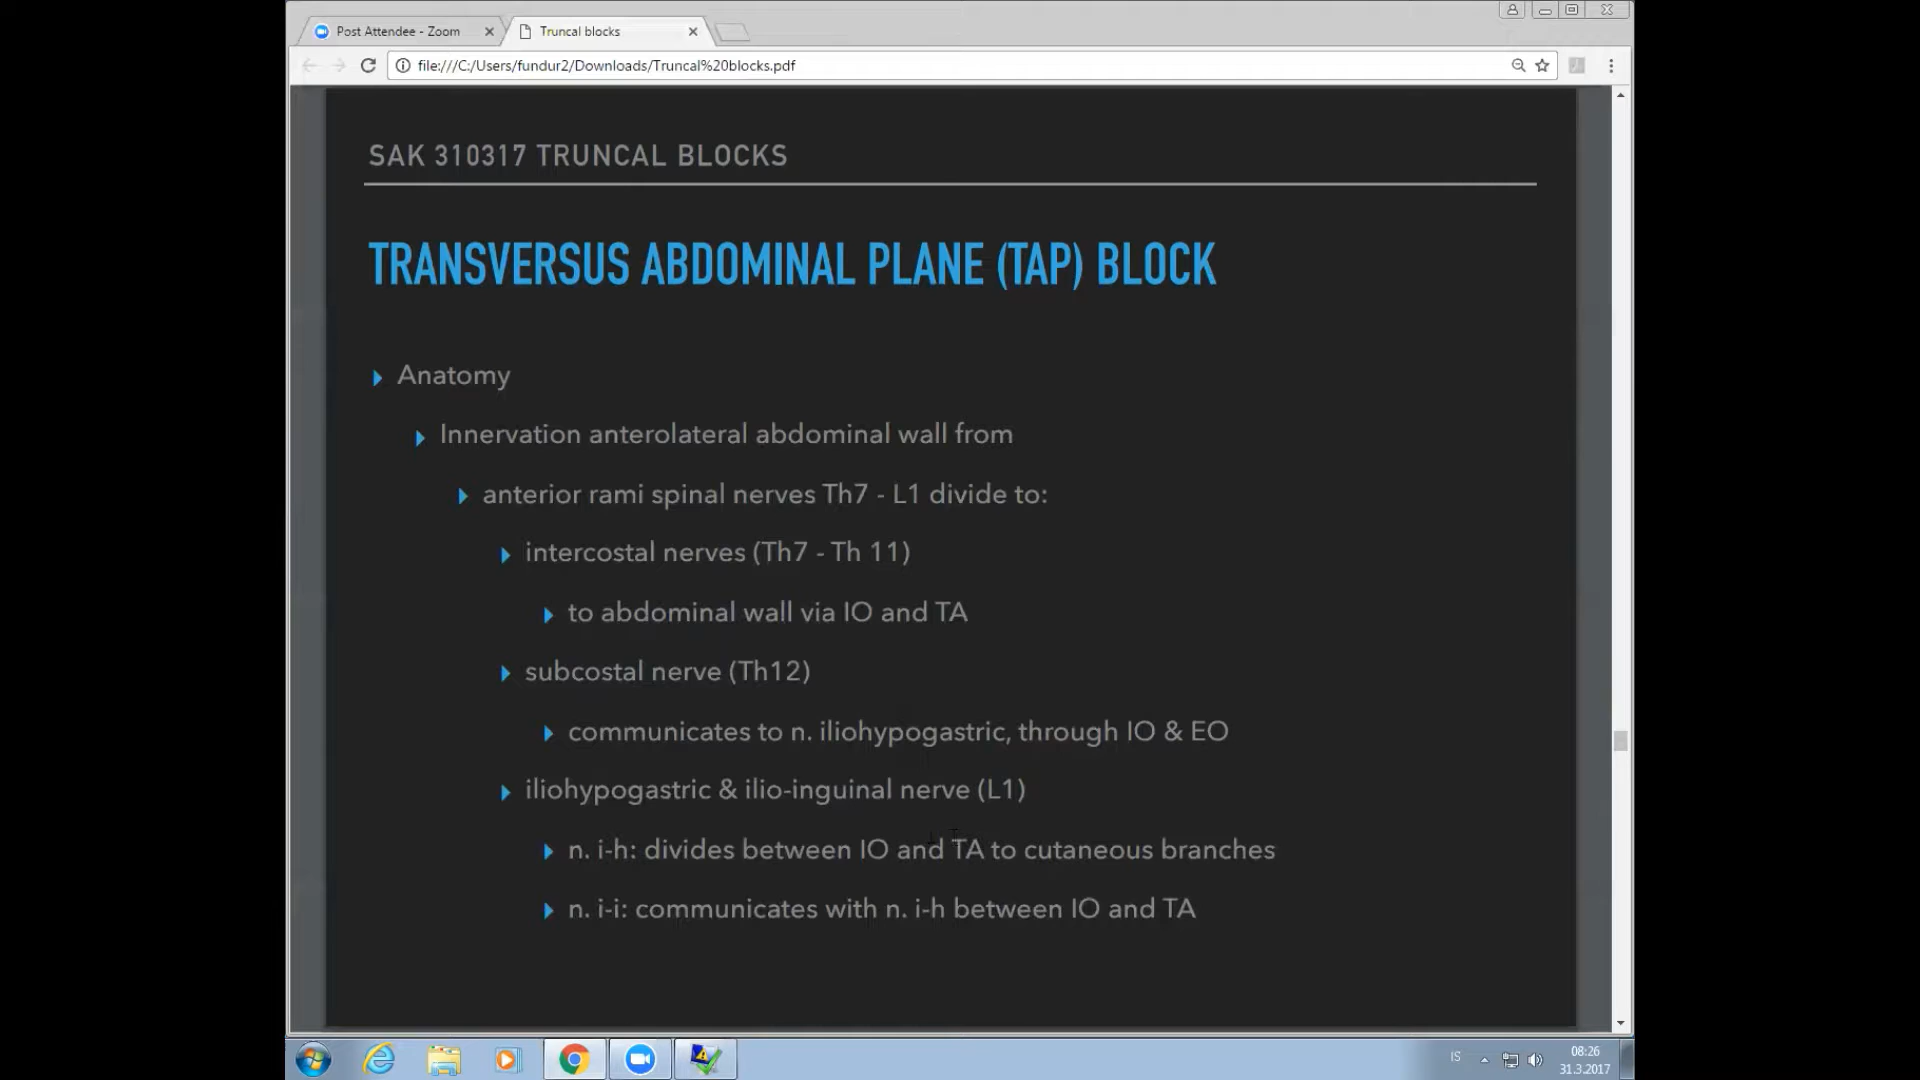 Post Attendee - Zoom
Truncal blocks
file:///C:/Users/fundur2/Downloads/Truncal%20blocks.pdf
SAK 310317 TRUNCAL BLOCKS
TRANSVERSUS ABDOMINAL PLANE (TAP) BLOCK
Anatomy
Innervation anterolateral abdominal wall from
anterior rami spinal nerves Th7 - L1 divide to:
intercostal nerves (Th7 - Th 11)
to abdominal wall via IO and TA
subcostal nerve (Th12)
communicates to n. iliohypogastric, through IO & EO
iliohypogastric & ilio-inguinal nerve (L1)
n. i-h: divides between IO and TA to cutaneous branches
n. i-i: communicates with n. i-h between IO and TA
IS
08:26
31.3.2017